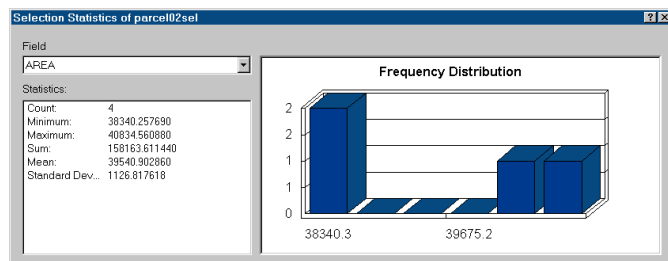 Selection Statistics of parcel02sel
Field
AREA
Statistics:
Count: 4
Minimum: 38340.257690
Maximum: 40834.560880
Sum: 158163.611440
Mean: 39540.902860
Standard Dev... 1126.817618
Frequency Distribution
2
2
1
1
0
38340.3 39675.2